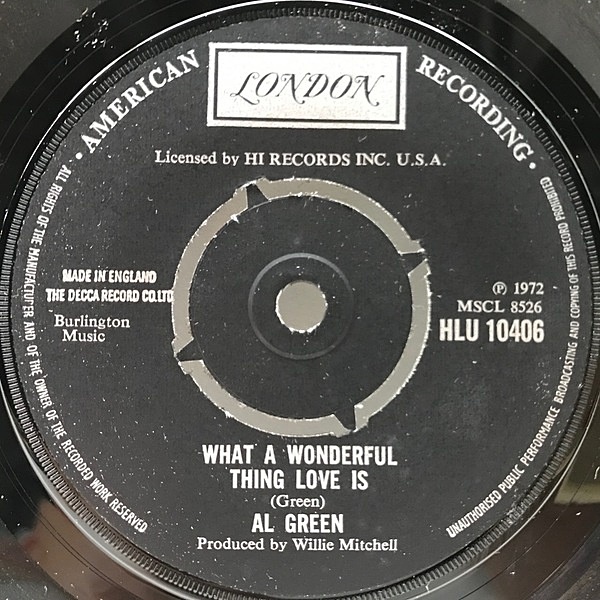 · AMERICAN RECORDING ·
LONDON
Licensed by HI RECORDS INC. U.S.A.
MADE IN ENGLAND
THE DECCA RECORD CO.LTD
Burlington
Music
℗ 1972
MSCL 8526
HLU 10406
WHAT A WONDERFUL
THING LOVE IS
(Green)
AL GREEN
Produced by Willie Mitchell
ALL RIGHTS OF THE MANUFACTURER AND OF THE OWNER OF THE RECORDED WORK RESERVED
UNAUTHORISED PUBLIC PERFORMANCE BROADCASTING AND COPYING OF THIS RECORD PROHIBITED